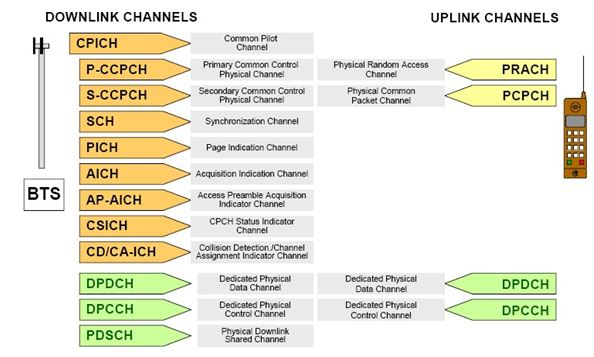 DOWNLINK CHANNELS
UPLINK CHANNELS
CPICH
Common Pilot
Channel
P-CCPCH
Primary Common Control
Physical Channel
Physical Random Access
Channel
PRACH
S-CCPCH
Secondary Common Control
Physical Channel
Physical Common
Packet Channel
PCPCH
SCH
Synchronization Channel
PICH
Page Indication Channel
AICH
Acquisition Indication Channel
BTS
AP-AICH
Access Preamble Acquisition
Indicator Channel
CSICH
CPCH Status Indicator
Channel
CD/CA-ICH
Collision Detection./Channel
Assignment Indicator Channel
DPDCH
Dedicated Physical
Data Channel
Dedicated Physical
Data Channel
DPDCH
DPCCH
Dedicated Physical
Control Channel
Dedicated Physical
Control Channel
DPCCH
PDSCH
Physical Downlink
Shared Channel